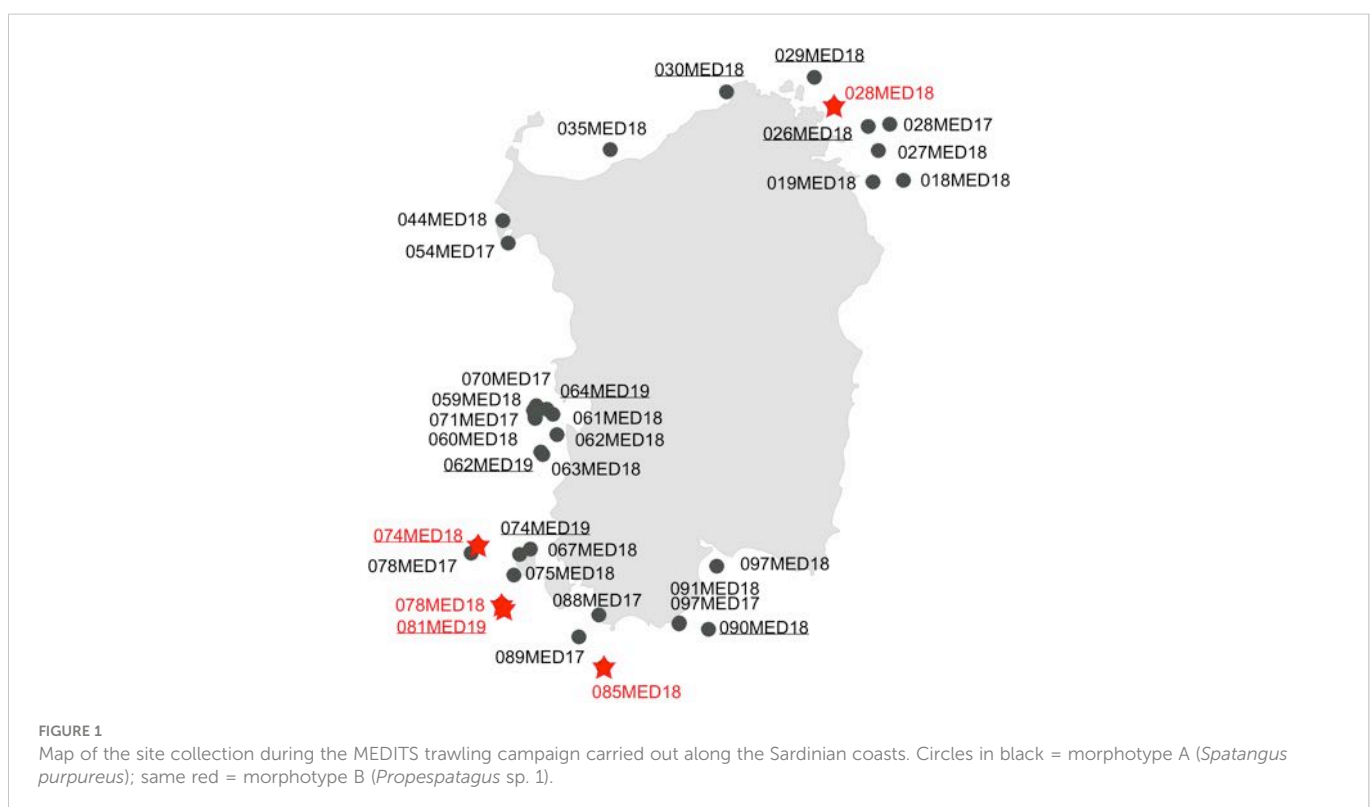 029MED18
030MED18
028MED18
035MED18
026MED18
028MED17
027MED18
019MED18
018MED18
044MED18
054MED17
070MED17
059MED18
064MED19
071MED17
061MED18
060MED18
062MED18
062MED19
063MED18
074MED18
074MED19
078MED17
067MED18
075MED18
097MED18
078MED18
088MED17
091MED18
081MED19
097MED17
090MED18
089MED17
085MED18
FIGURE 1
Map of the site collection during the MEDITS trawling campaign carried out along the Sardinian coasts. Circles in black = morphotype A (Spatangus
purpureus); same red = morphotype B (Propespatagus sp. 1).